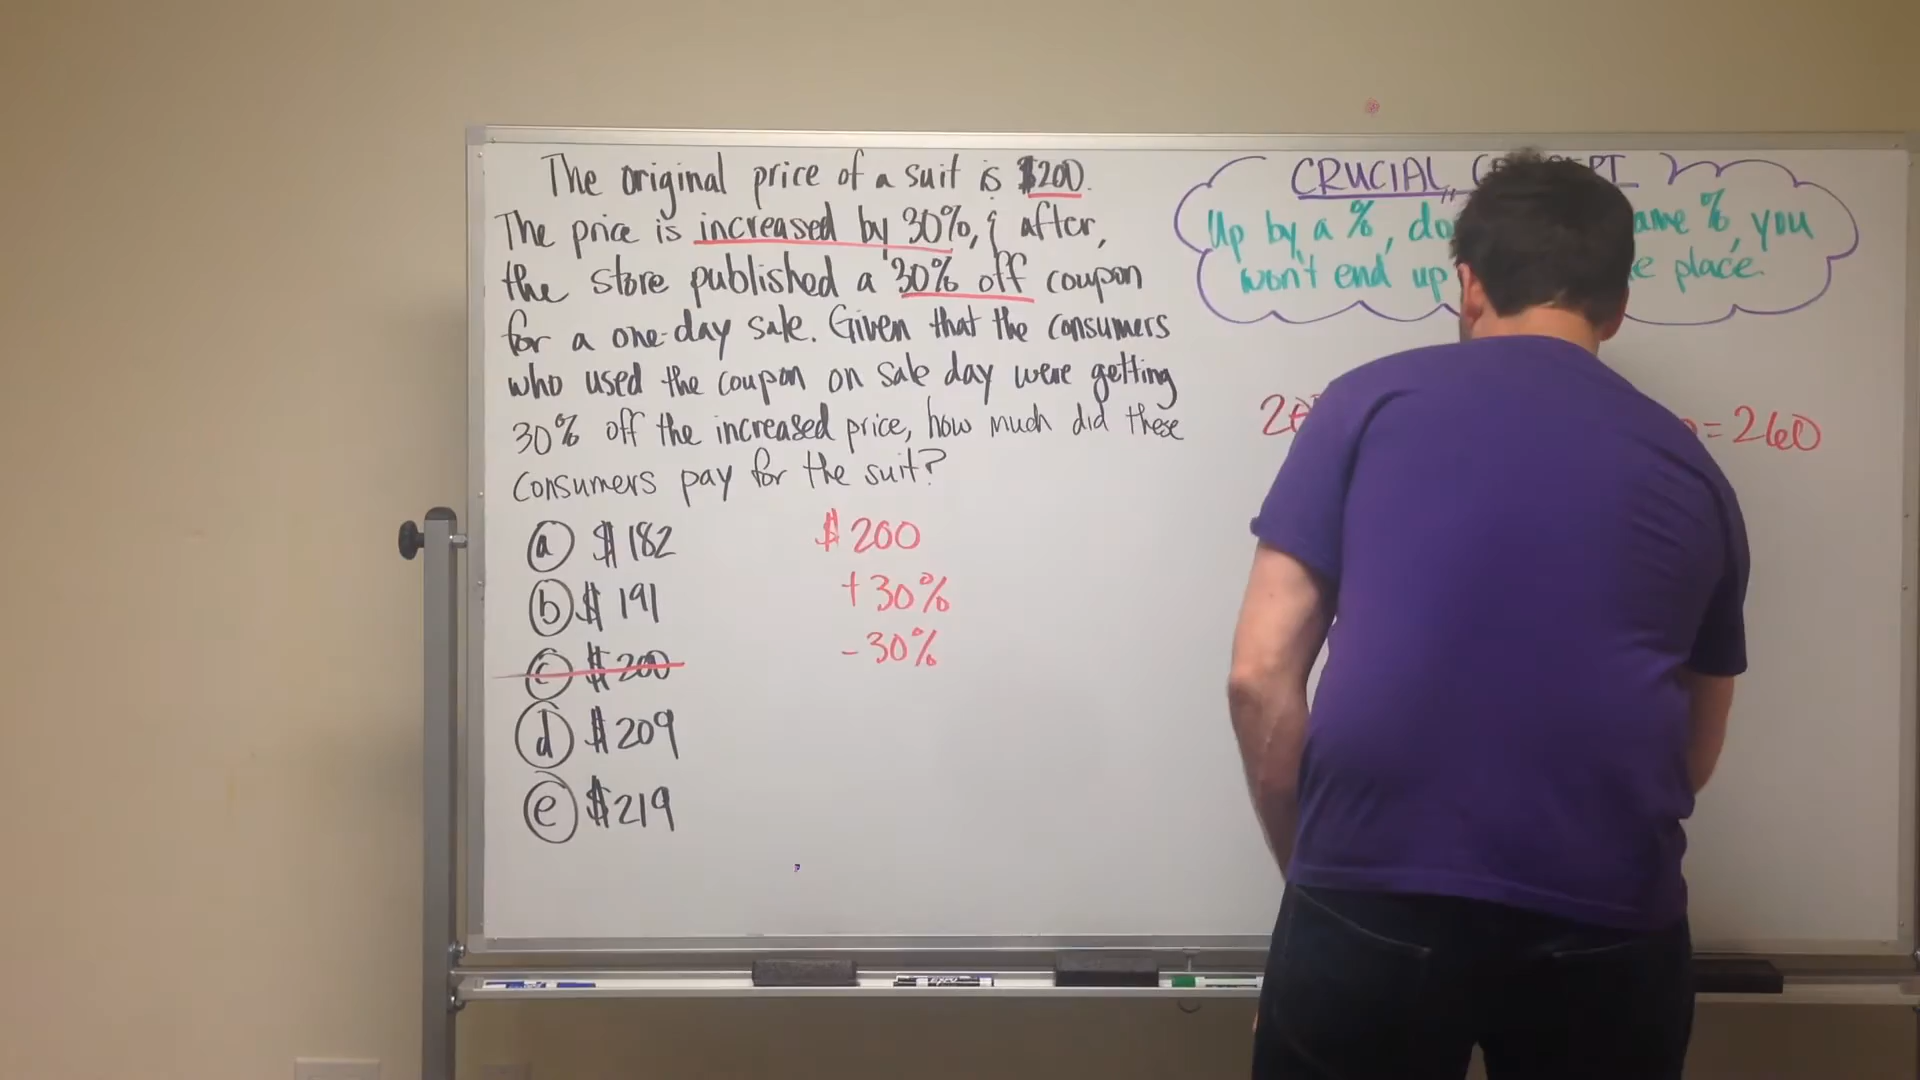 The original price of a suit is $200.
The price is increased by 30%, & after,
the store published a 30% off coupon
for a one-day sale. Given that the consumers
who used the coupon on sale day were getting
30% off the increased price, how much did these
consumers pay for the suit?
a $182
b $191
c $200
d $209
e $219
$200
+30%
-30%
CRUCIAL
Up by a %, %, you
won't end up place.
= 260
EXPO